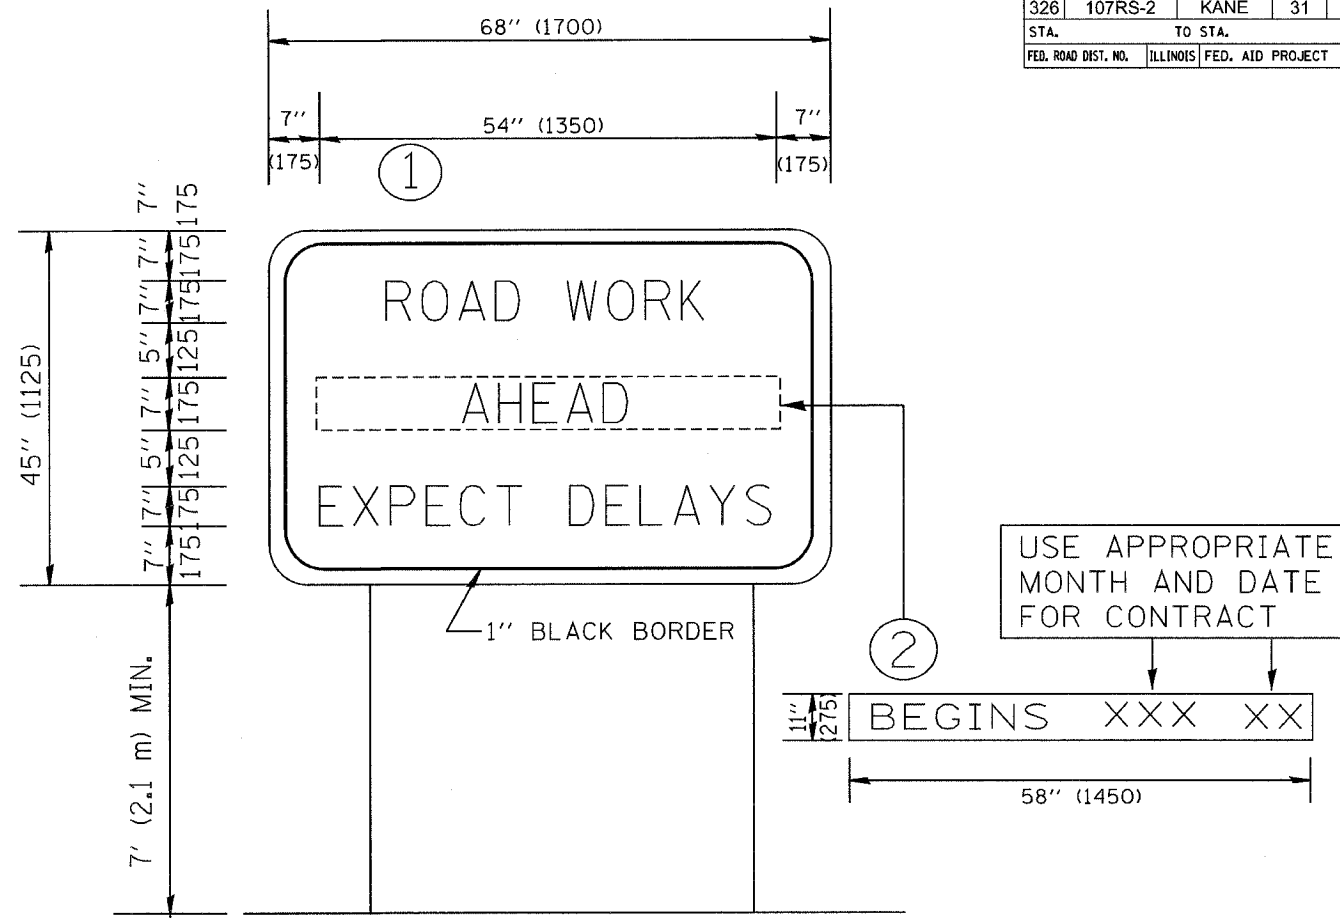 326 107RS-2 KANE 31
STA. TO STA.
FED. ROAD DIST. NO. ILLINOIS FED. AID PROJECT
68'' (1700)
7'' 54'' (1350) 7''
(175) (175)
1
7'' 175
7'' 175
7'' 175
5'' 125
7'' 175
5'' 125
7'' 175
7'' 175
45'' (1125)
ROAD WORK
AHEAD
EXPECT DELAYS
1'' BLACK BORDER
7' (2.1 m) MIN.
2
USE APPROPRIATE
MONTH AND DATE
FOR CONTRACT
11'' (275)
BEGINS XXX XX
58'' (1450)